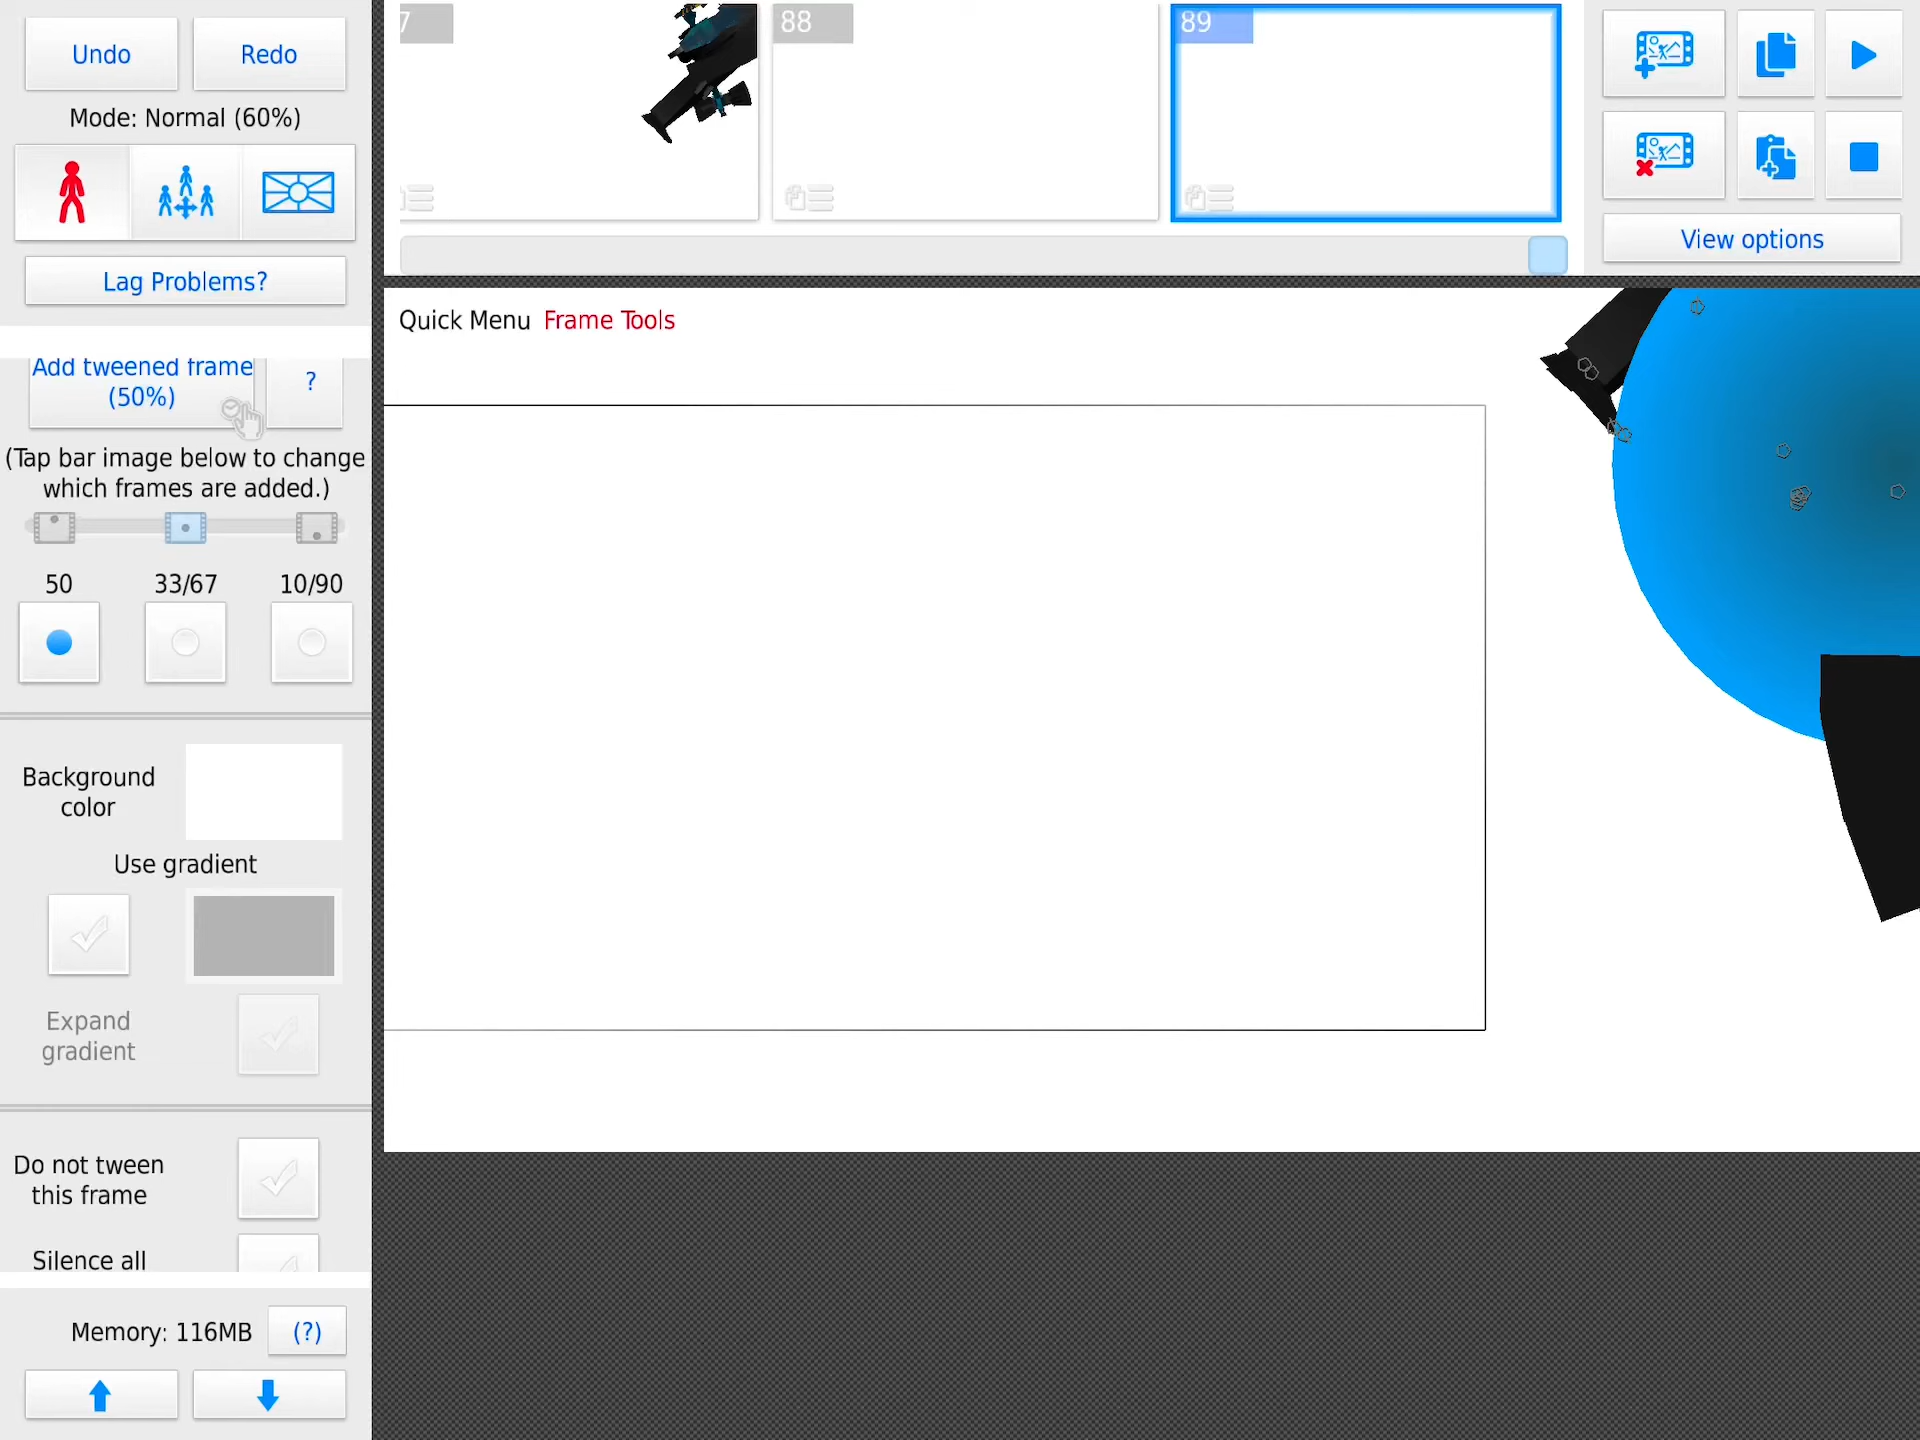 Undo
Redo
Mode: Normal (60%)
Lag Problems?
7
88
89
View options
Quick Menu Frame Tools
Add tweened frame
(50%)
?
(Tap bar image below to change
which frames are added.)
50
33/67
10/90
Background
color
Use gradient
Expand
gradient
Do not tween
this frame
Silence all
Memory: 116MB
(?)